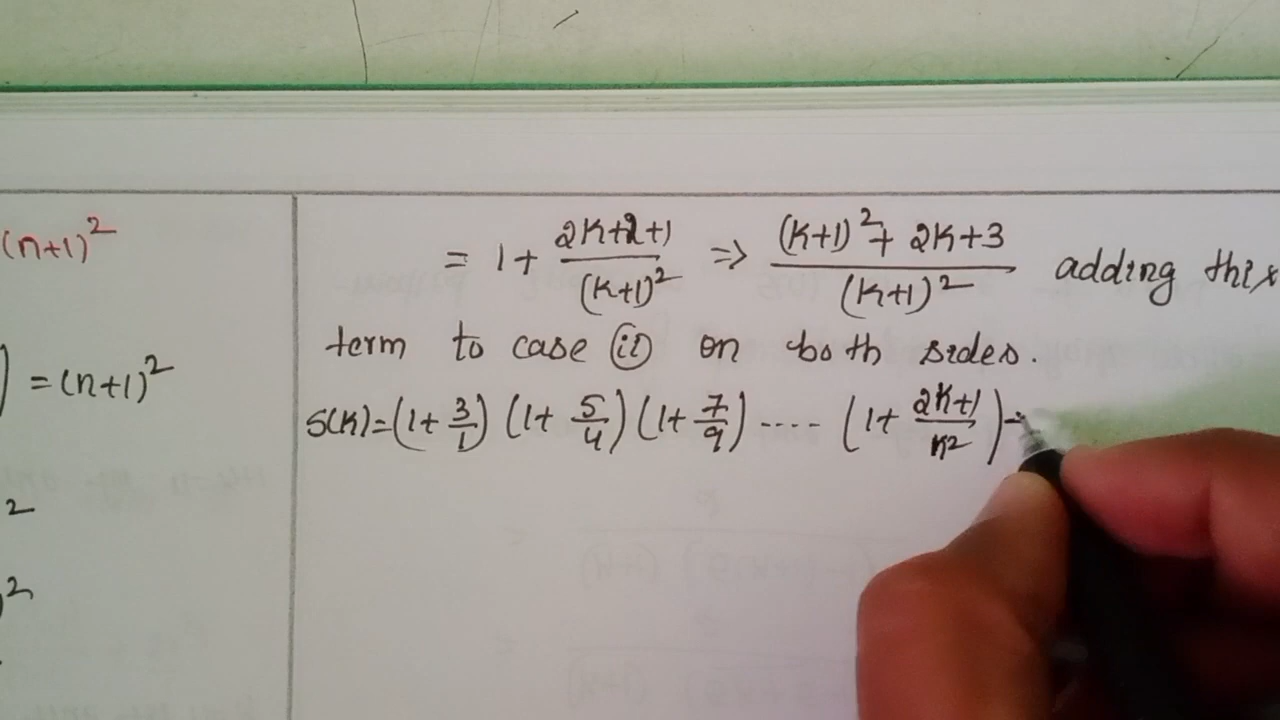 (n+1)²
) = (n+1)²
2
)2
= 1 + (2K+2+1)/(K+1)² => ((K+1)² + 2K+3)/(K+1)² adding this
term to case (ii) on both sides.
S(K) = (1 + 3/1) (1 + 5/4) (1 + 7/9) .... (1 + (2K+1)/K²)